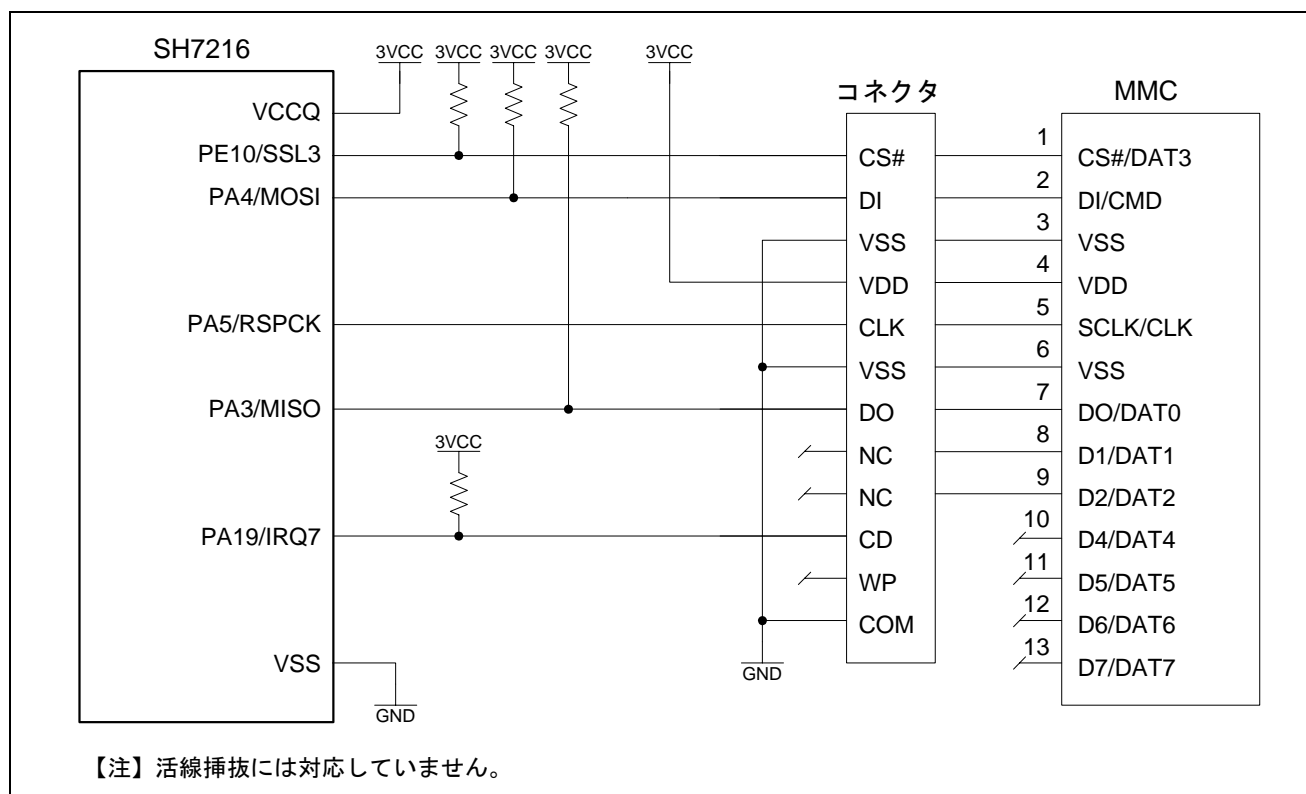 SH7216
3VCC 3VCC 3VCC 3VCC 3VCC
コネクタ
MMC
VCCQ
PE10/SSL3
PA4/MOSI
PA5/RSPCK
PA3/MISO
3VCC
PA19/IRQ7
VSS
GND
CS#
DI
VSS
VDD
CLK
VSS
DO
NC
NC
CD
WP
COM
GND
1 CS#/DAT3
2 DI/CMD
3 VSS
4 VDD
5 SCLK/CLK
6 VSS
7 DO/DAT0
8 D1/DAT1
9 D2/DAT2
10 D4/DAT4
11 D5/DAT5
12 D6/DAT6
13 D7/DAT7
【注】活線挿抜には対応していません。